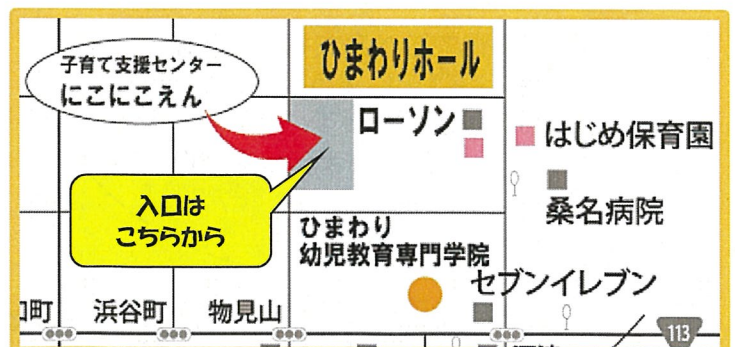 ひまわりホール
子育て支援センター
にこにこえん
ローソン
はじめ保育園
入口は
こちらから
桑名病院
ひまわり
幼児教育専門学院
セブンイレブン
町
浜谷町
物見山
113